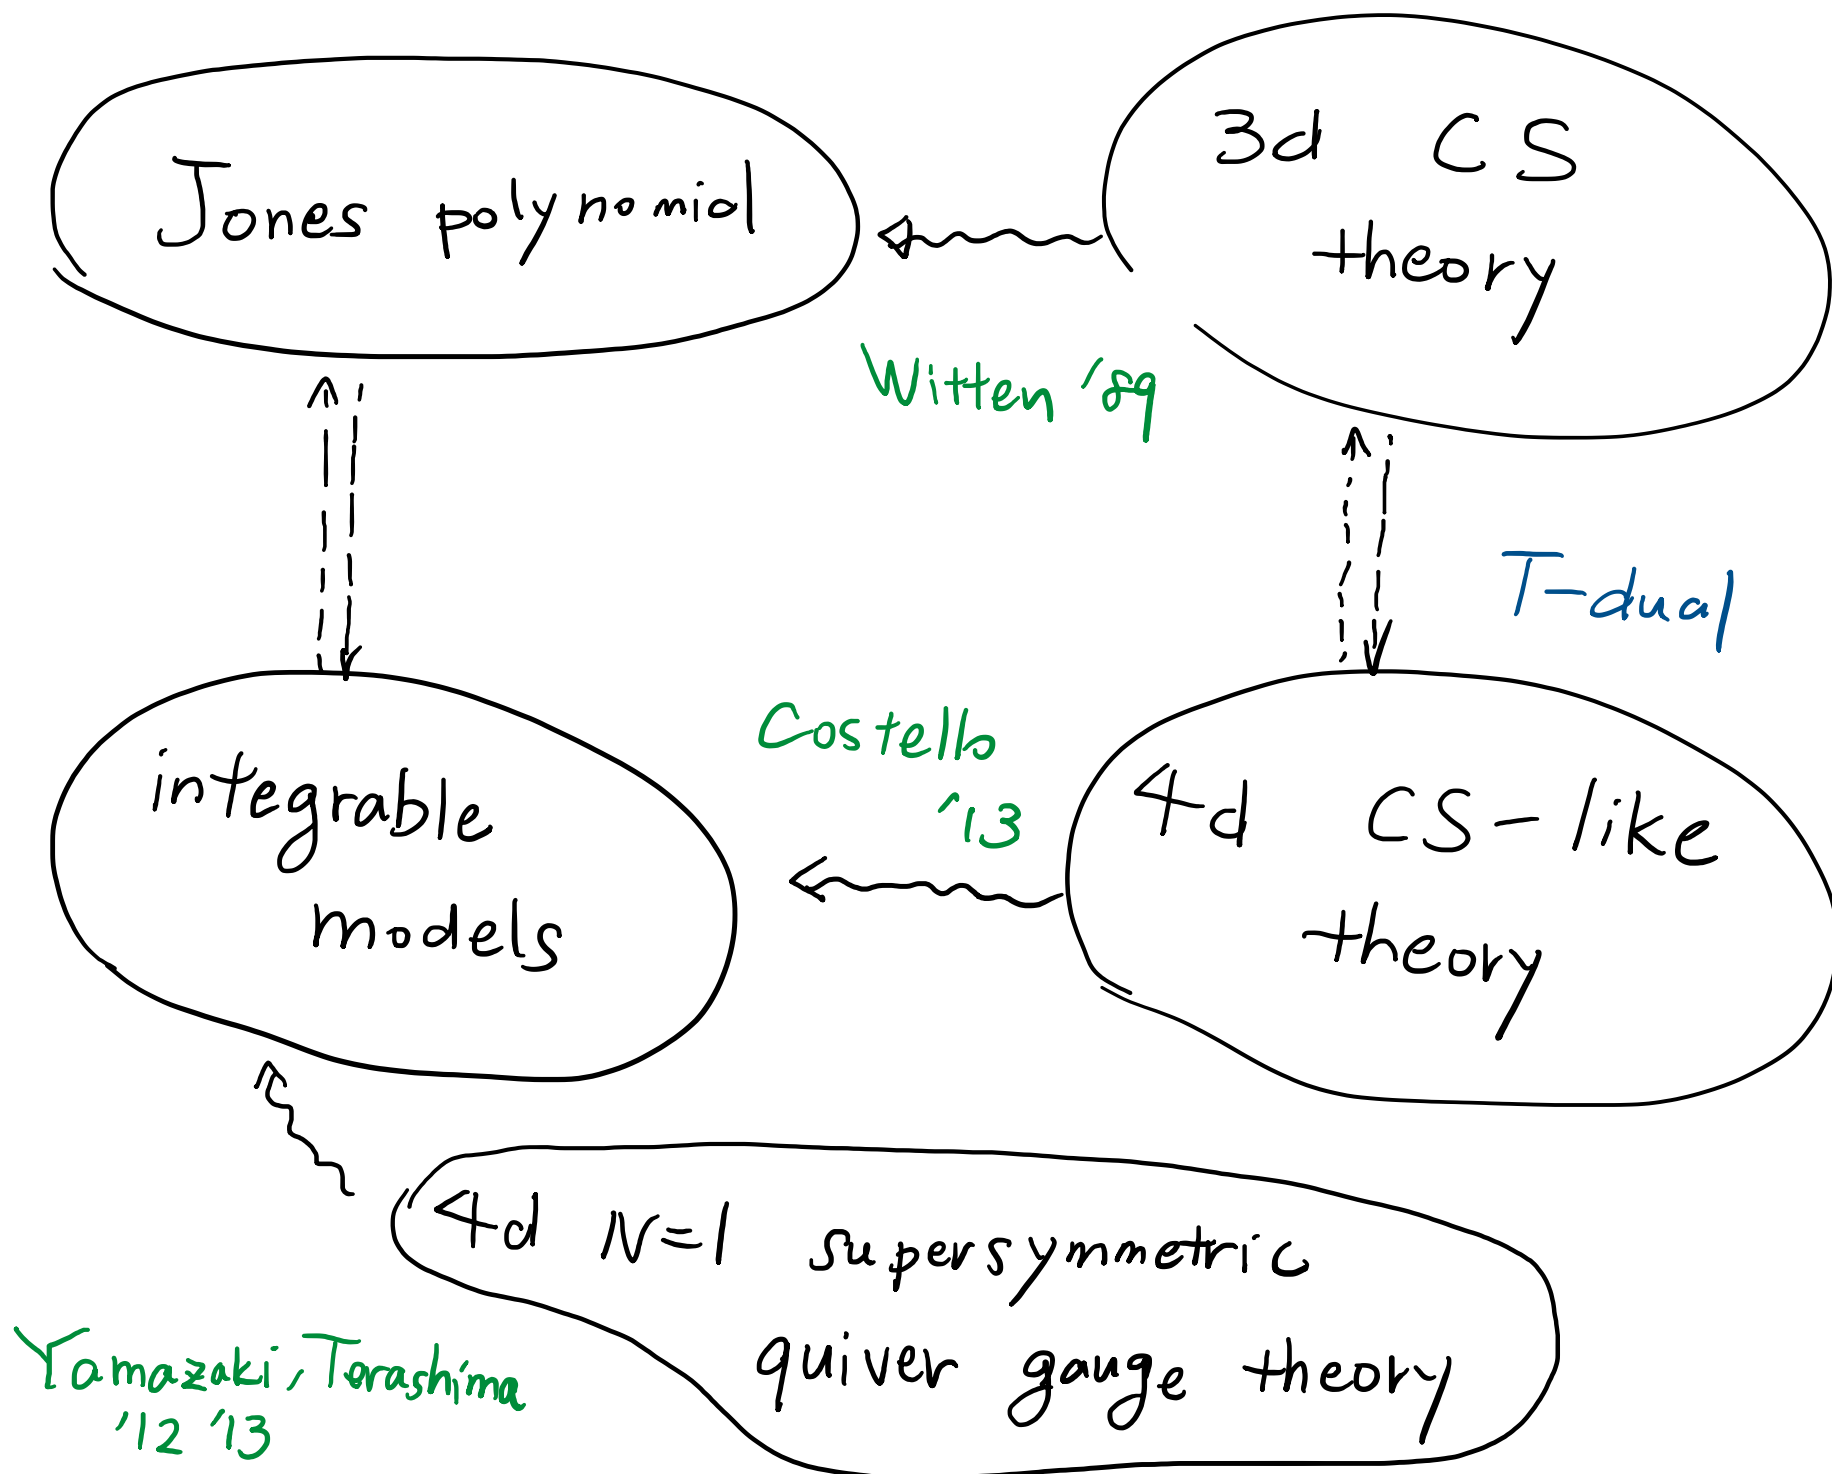 Jones polynomial
3d CS
theory
Witten '89
T-dual
integrable
models
Costello
'13
4d CS-like
theory
4d N=1 supersymmetric
quiver gauge theory
Yamazaki, Terashima
'12 '13